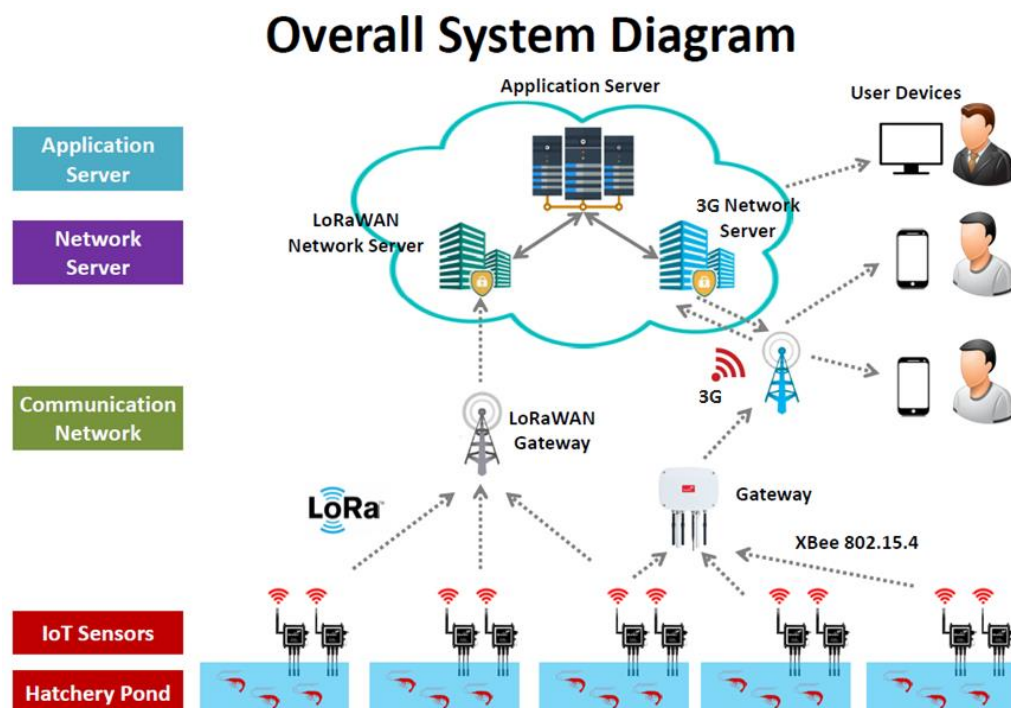 Overall System Diagram
Application Server
User Devices
Application
Server
LoRaWAN
Network Server
3G Network
Server
Network
Server
3G
Communication
Network
LoRaWAN
Gateway
LoRa™
Gateway
XBee 802.15.4
IoT Sensors
Hatchery Pond